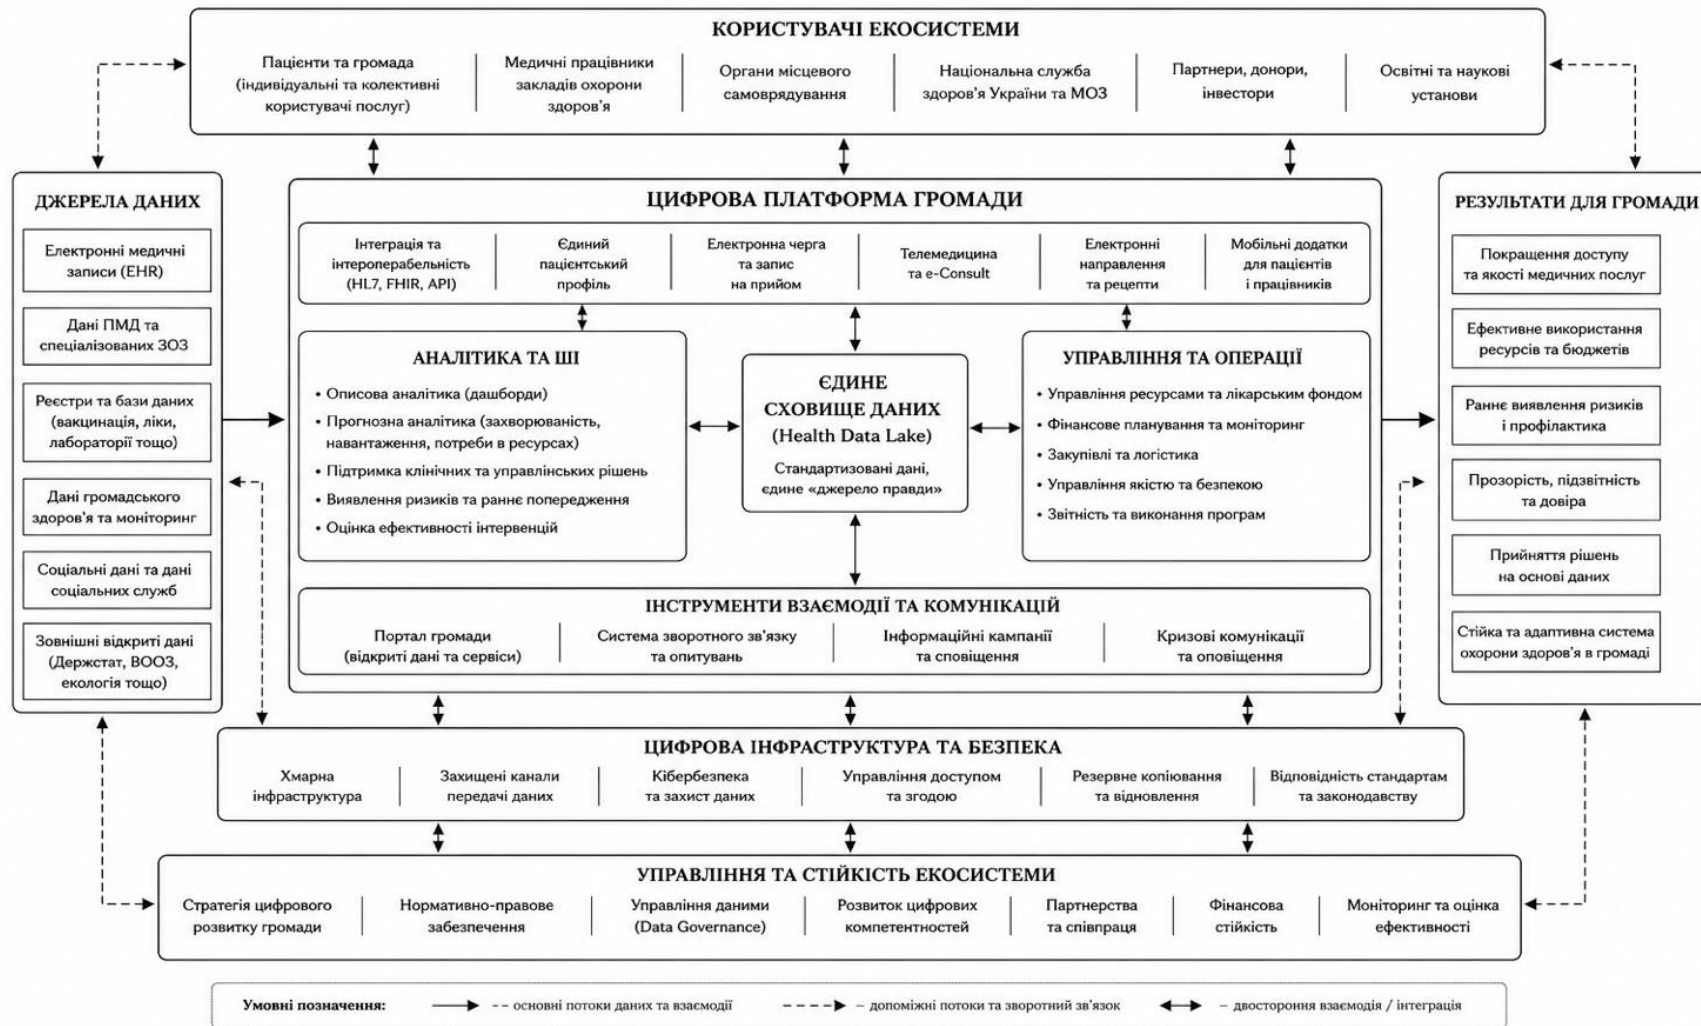 КОРИСТУВАЧІ ЕКОСИСТЕМИ
Пацієнти та громада
(індивідуальні та колективні
користувачі послуг)
Медичні працівники
закладів охорони
здоров'я
Органи місцевого
самоврядування
Національна служба
здоров'я України та МОЗ
Партнери, донори,
інвестори
Освітні та наукові
установи
ДЖЕРЕЛА ДАНИХ
Електронні медичні
записи (EHR)
Дані ПМД та
спеціалізованих ЗОЗ
Реєстри та бази даних
(вакцинація, ліки,
лабораторії тощо)
Дані громадського
здоров'я та моніторинг
Соціальні дані та дані
соціальних служб
Зовнішні відкриті дані
(Держстат, ВООЗ,
екологія тощо)
ЦИФРОВА ПЛАТФОРМА ГРОМАДИ
Інтеграція та
інтероперабельність
(HL7, FHIR, API)
Єдиний
пацієнтський
профіль
Електронна черга
та запис
на прийом
Телемедицина
та e-Consult
Електронні
направлення
та рецепти
Мобільні додатки
для пацієнтів
і працівників
АНАЛІТИКА ТА ШІ
• Описова аналітика (дашборди)
• Прогнозна аналітика (захворюваність,
навантаження, потреби в ресурсах)
• Підтримка клінічних та управлінських рішень
• Виявлення ризиків та раннє попередження
• Оцінка ефективності інтервенцій
ЄДИНЕ
СХОВИЩЕ ДАНИХ
(Health Data Lake)
Стандартизовані дані,
єдине «джерело правди»
УПРАВЛІННЯ ТА ОПЕРАЦІЇ
• Управління ресурсами та лікарським фондом
• Фінансове планування та моніторинг
• Закупівлі та логістика
• Управління якістю та безпекою
• Звітність та виконання програм
ІНСТРУМЕНТИ ВЗАЄМОДІЇ ТА КОМУНІКАЦІЙ
Портал громади
(відкриті дані та сервіси)
Система зворотного зв'язку
та опитувань
Інформаційні кампанії
та сповіщення
Кризові комунікації
та оповіщення
РЕЗУЛЬТАТИ ДЛЯ ГРОМАДИ
Покращення доступу
та якості медичних послуг
Ефективне використання
ресурсів та бюджетів
Раннє виявлення ризиків
і профілактика
Прозорість, підзвітність
та довіра
Прийняття рішень
на основі даних
Стійка та адаптивна система
охорони здоров'я в громаді
ЦИФРОВА ІНФРАСТРУКТУРА ТА БЕЗПЕКА
Хмарна
інфраструктура
Захищені канали
передачі даних
Кібербезпека
та захист даних
Управління доступом
та згодою
Резервне копіювання
та відновлення
Відповідність стандартам
та законодавству
УПРАВЛІННЯ ТА СТІЙКІСТЬ ЕКОСИСТЕМИ
Стратегія цифрового
розвитку громади
Нормативно-правове
забезпечення
Управління даними
(Data Governance)
Розвиток цифрових
компетентностей
Партнерства
та співпраця
Фінансова
стійкість
Моніторинг та оцінка
ефективності
Умовні позначення: -- основні потоки даних та взаємодії – допоміжні потоки та зворотний зв'язок – двостороння взаємодія / інтеграція